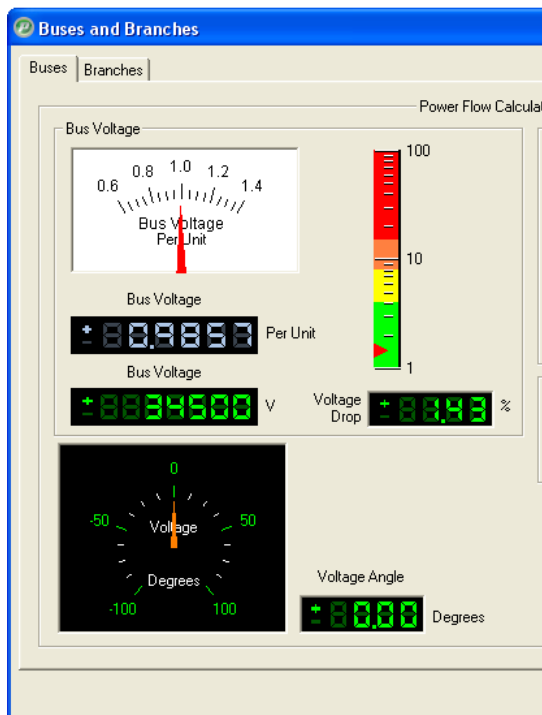 Buses and Branches
Buses Branches
Power Flow Calcula
Bus Voltage
0.6 0.8 1.0 1.2 1.4
Bus Voltage
Per Unit
100
10
1
Bus Voltage
+ 0.9857 Per Unit
Bus Voltage
+ 34500 V
Voltage
Drop
+ 1.43 %
0
-50 50
Voltage
Degrees
-100 100
Voltage Angle
± 0.00 Degrees